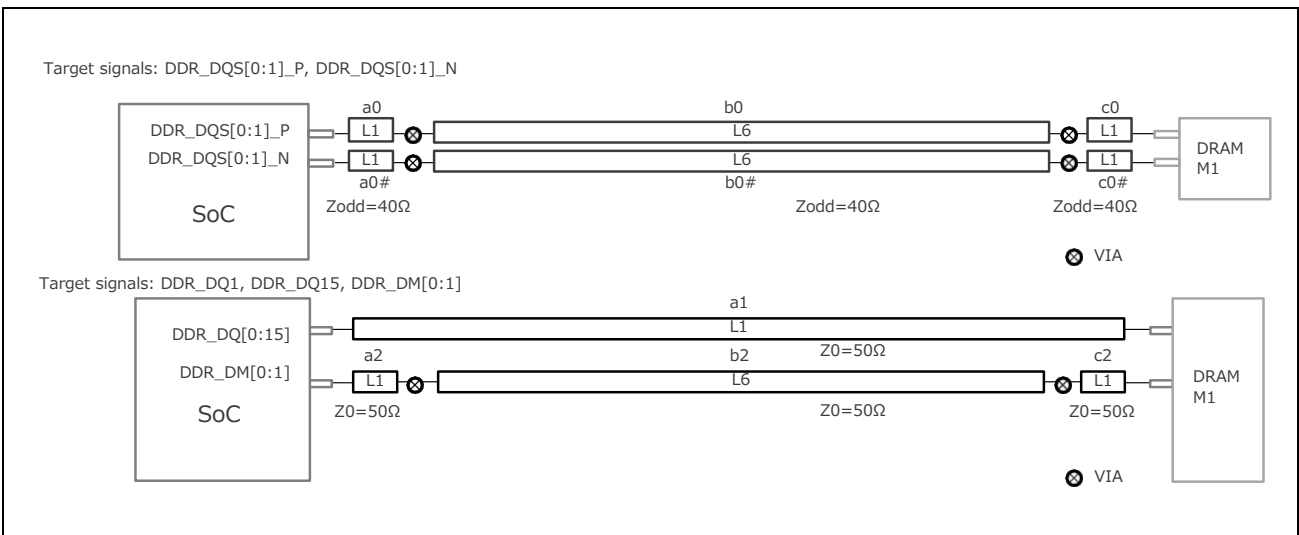 Target signals: DDR_DQS[0:1]_P, DDR_DQS[0:1]_N
a0 b0 c0
DDR_DQS[0:1]_P L1 L6 L1
DDR_DQS[0:1]_N L1 L6 L1
DRAM
M1
a0# b0# c0#
SoC Zodd=40Ω Zodd=40Ω Zodd=40Ω
VIA
Target signals: DDR_DQ1, DDR_DQ15, DDR_DM[0:1]
a1
DDR_DQ[0:15] L1
Z0=50Ω
a2 b2 c2
DDR_DM[0:1] L1 L6 L1
DRAM
M1
SoC Z0=50Ω Z0=50Ω Z0=50Ω
VIA